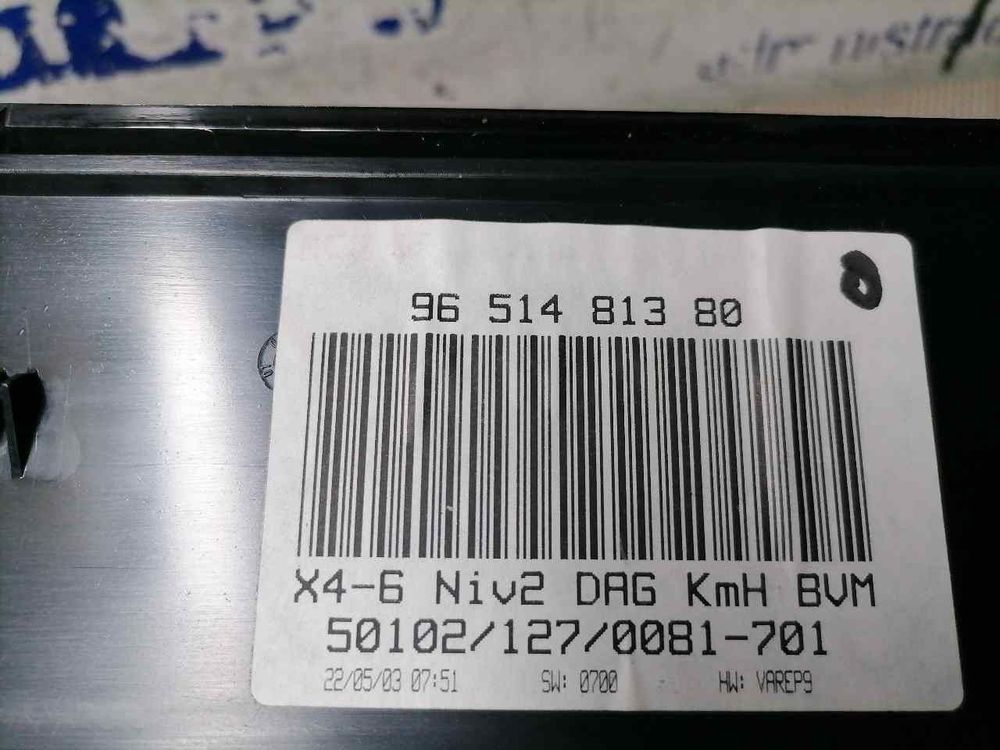 96 514 813 80
X4-6 Niv2 DAG KmH BVM
50102/127/0081-701
22/05/03 07:51 SW: 0700 HW: VAREP9